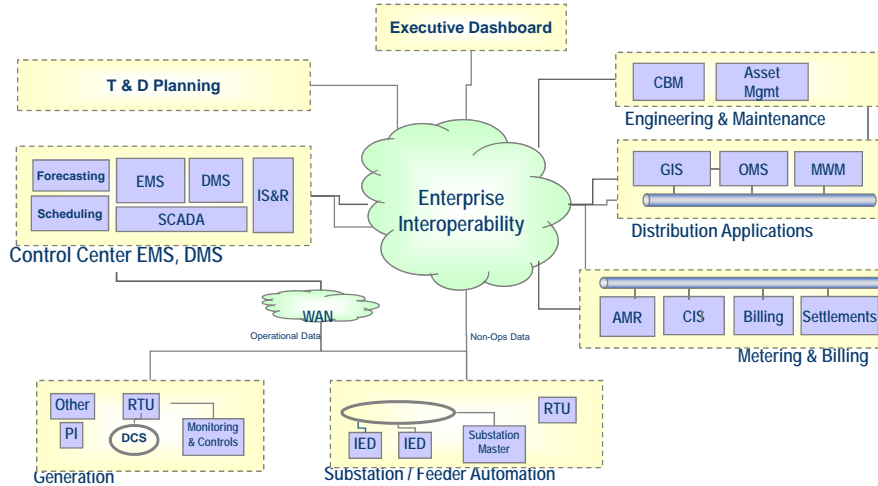 Executive Dashboard
T & D Planning
CBM
Asset
Mgmt
Engineering & Maintenance
Forecasting
Scheduling
EMS
DMS
IS&R
SCADA
Control Center EMS, DMS
Enterprise
Interoperability
GIS
OMS
MWM
Distribution Applications
AMR
CIS
Billing
Settlements
Metering & Billing
WAN
Operational Data
Non-Ops Data
Other
RTU
PI
DCS
Monitoring
& Controls
Generation
RTU
IED
IED
Substation
Master
Substation / Feeder Automation